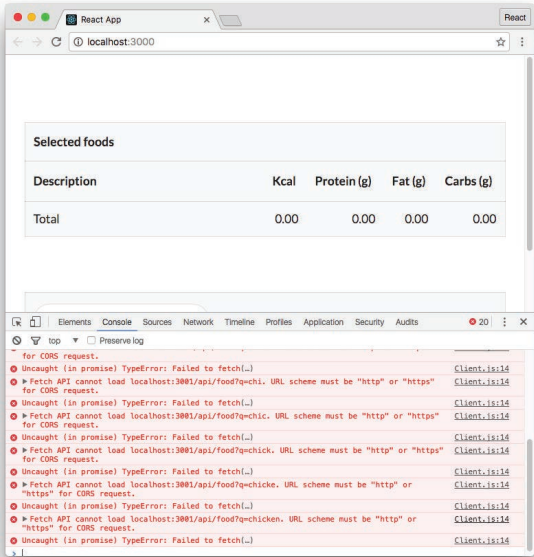 React App
React
localhost:3000
Selected foods
Description Kcal Protein (g) Fat (g) Carbs (g)
Total 0.00 0.00 0.00 0.00
Elements Console Sources Network Timeline Profiles Application Security Audits 20
top Preserve log
for CORS request.
Uncaught (in promise) TypeError: Failed to fetch(…) Client.js:14
Fetch API cannot load localhost:3001/api/food?q=chi. URL scheme must be "http" or "https" Client.js:14
for CORS request.
Uncaught (in promise) TypeError: Failed to fetch(…) Client.js:14
Fetch API cannot load localhost:3001/api/food?q=chic. URL scheme must be "http" or "https" Client.js:14
for CORS request.
Uncaught (in promise) TypeError: Failed to fetch(…) Client.js:14
Fetch API cannot load localhost:3001/api/food?q=chick. URL scheme must be "http" or "https" Client.js:14
for CORS request.
Uncaught (in promise) TypeError: Failed to fetch(…) Client.js:14
Fetch API cannot load localhost:3001/api/food?q=chicke. URL scheme must be "http" or Client.js:14
"https" for CORS request.
Uncaught (in promise) TypeError: Failed to fetch(…) Client.js:14
Fetch API cannot load localhost:3001/api/food?q=chicken. URL scheme must be "http" or Client.js:14
"https" for CORS request.
Uncaught (in promise) TypeError: Failed to fetch(…) Client.js:14